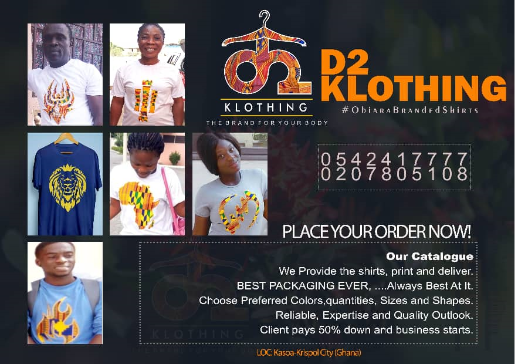 D2
KLOTHING
#ObiaraBrandedShirts
KLOTHING
THE BRAND FOR YOUR BODY
0542417777
0207805108
PLACE YOUR ORDER NOW!
Our Catalogue
We Provide the shirts, print and deliver.
BEST PACKAGING EVER, ....Always Best At It.
Choose Preferred Colors,quantities, Sizes and Shapes.
Reliable, Expertise and Quality Outlook.
Client pays 50% down and business starts.
KLOTHING
LOC: Kasoa-Krispol City (Ghana)